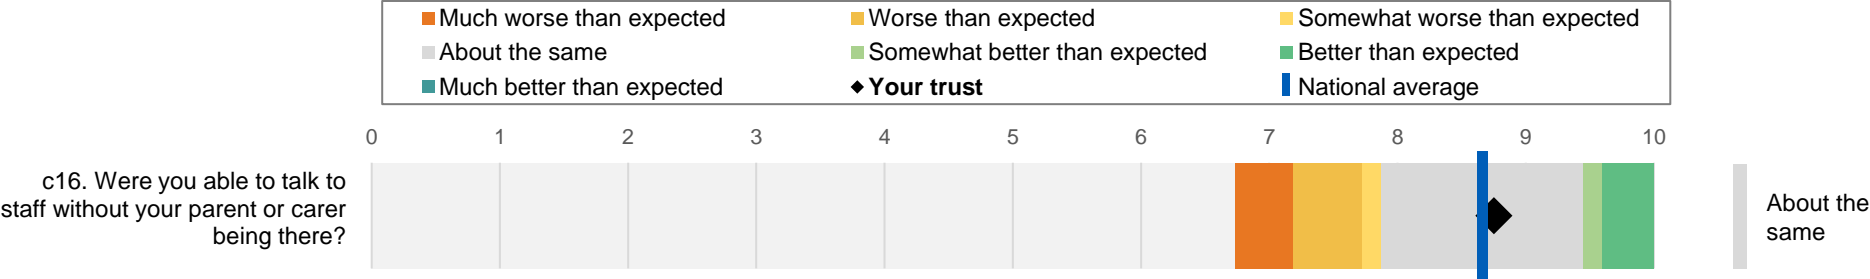 Much worse than expected
Worse than expected
Somewhat worse than expected
About the same
Somewhat better than expected
Better than expected
Much better than expected
Your trust
National average
0 1 2 3 4 5 6 7 8 9 10
c16. Were you able to talk to
staff without your parent or carer
being there?
About the
same